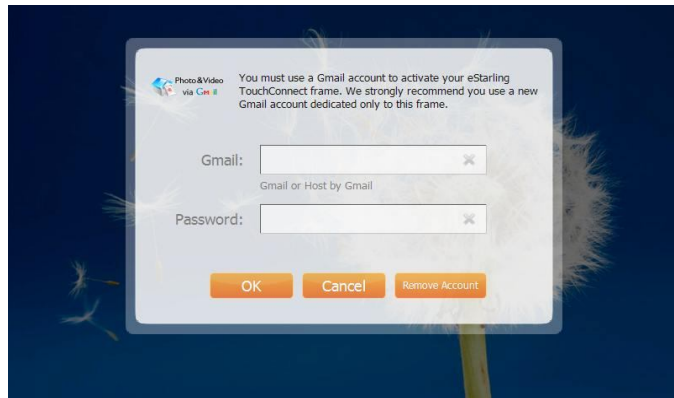 Photo&Video
via GMail
You must use a Gmail account to activate your eStarling
TouchConnect frame. We strongly recommend you use a new
Gmail account dedicated only to this frame.
Gmail:
Gmail or Host by Gmail
Password:
OK
Cancel
Remove Account